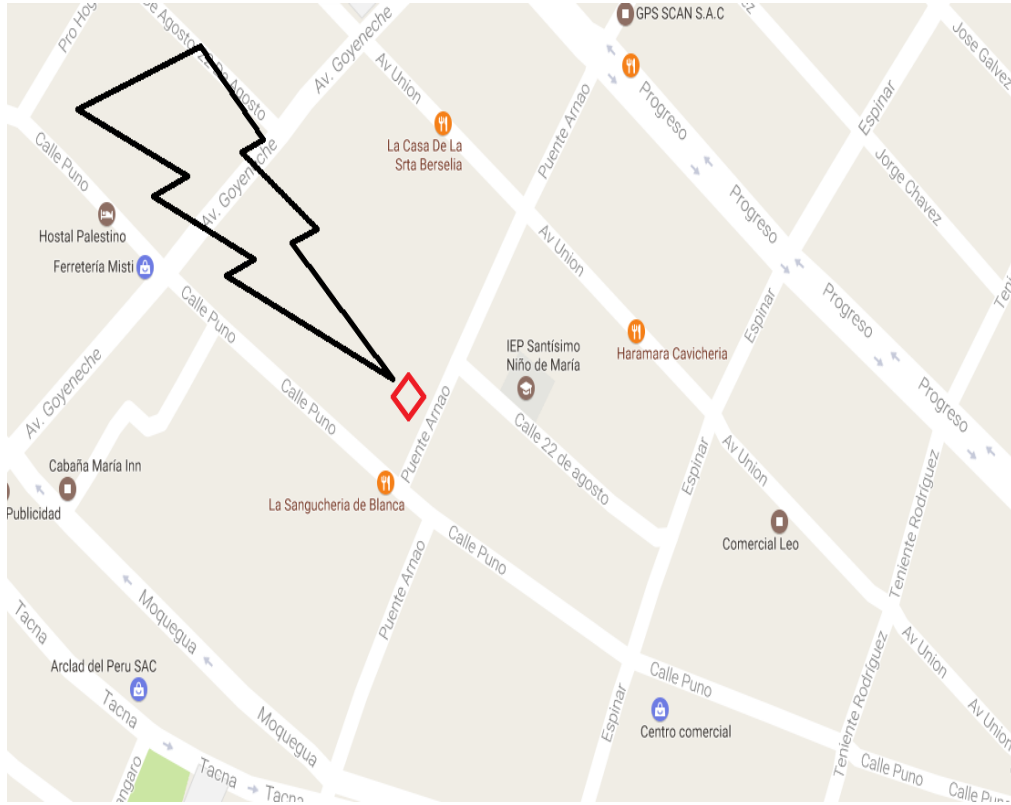 GPS SCAN S.A.C
Pro Hog
de Agosto
22 de Agosto
Av. Goyeneche
Av Union
Jose Galvez
Progreso
Espinar
La Casa De La
Srta Berselia
Puente Arnao
Calle Puno
Jorge Chavez
Av. Goyeneche
Progreso
Hostal Palestino
Av Union
Ferretería Misti
Calle Puno
Espinar
Progreso
IEP Santísimo
Niño de María
Haramara Cavicheria
Av. Goyeneche
Calle Puno
Progreso
Puente Arnao
Calle 22 de agosto
Av Union
Espinar
Cabaña María Inn
La Sangucheria de Blanca
Publicidad
Teniente Rodríguez
Comercial Leo
Calle Puno
Puente Arnao
Moquegua
Tacna
Av Union
Arclad del Peru SAC
Calle Puno
Teniente Rodríguez
Tacna
Moquegua
Espinar
Centro comercial
Av Union
Calle Puno
Tacna
Tacna
Calle Puno
angaro